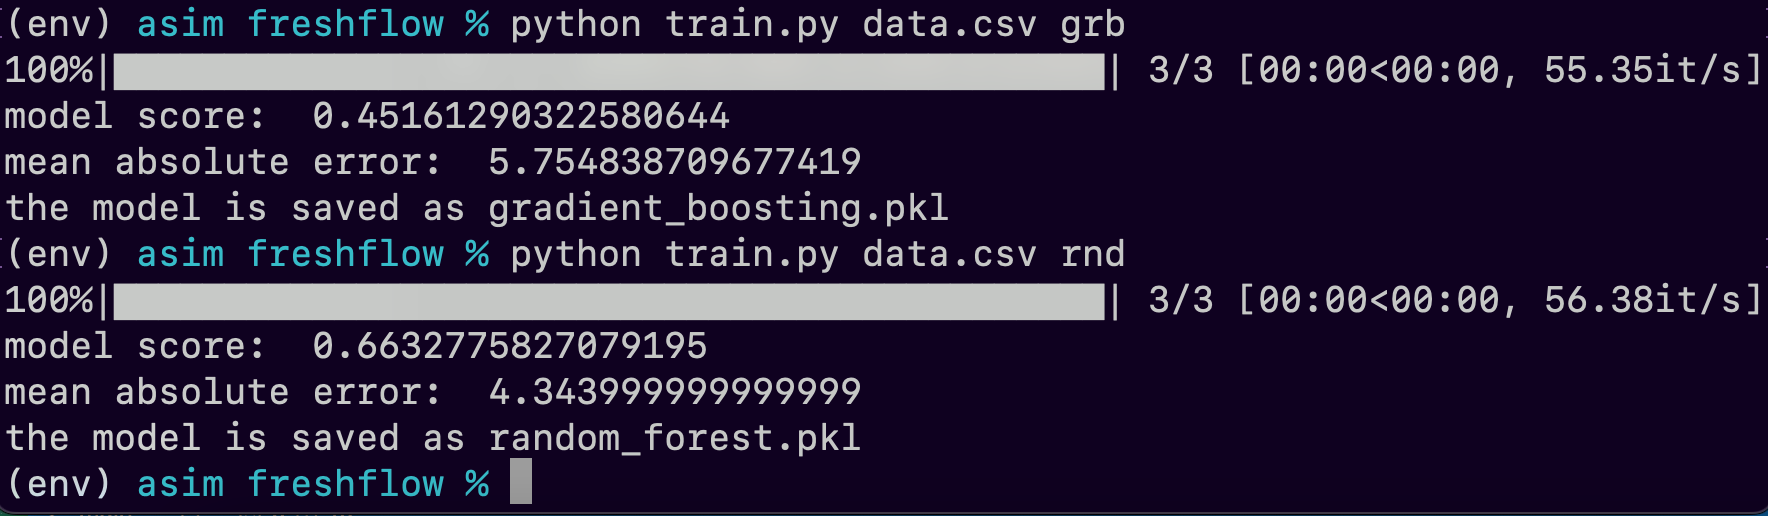 (env) asim freshflow % python train.py data.csv grb
100%|██████████| 3/3 [00:00<00:00, 55.35it/s]
model score:  0.45161290322580644
mean absolute error:  5.754838709677419
the model is saved as gradient_boosting.pkl
(env) asim freshflow % python train.py data.csv rnd
100%|██████████| 3/3 [00:00<00:00, 56.38it/s]
model score:  0.6632775827079195
mean absolute error:  4.343999999999999
the model is saved as random_forest.pkl
(env) asim freshflow %